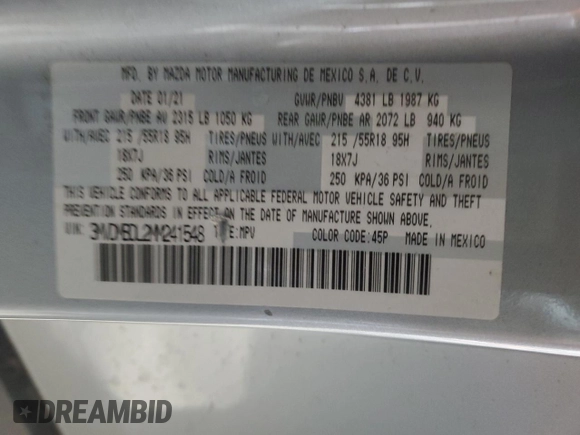 MFD. BY MAZDA MOTOR MANUFACTURING DE MEXICO S.A. DE C.V.
DATE 01/21 GVWR/PNBV 4381 LB 1987 KG
FRONT GAWR/PNBE AV 2315 LB 1050 KG REAR GAWR/PNBE AR 2072 LB 940 KG
WITH/AVEC 215 /55R18 95H TIRES/PNEUS WITH/AVEC 215 /55R18 95H TIRES/PNEUS
18X7J RIMS/JANTES 18X7J RIMS/JANTES
250 KPA/36 PSI COLD/A FROID 250 KPA/36 PSI COLD/A FROID
THIS VEHICLE CONFORMS TO ALL APPLICABLE FEDERAL MOTOR VEHICLE SAFETY AND THEFT
PREVENTION STANDARDS IN EFFECT ON THE DATE OF MANUFACTURE SHOWN ABOVE.
VIN: :MPV COLOR CODE:45P MADE IN MEXICO
DREAMBID